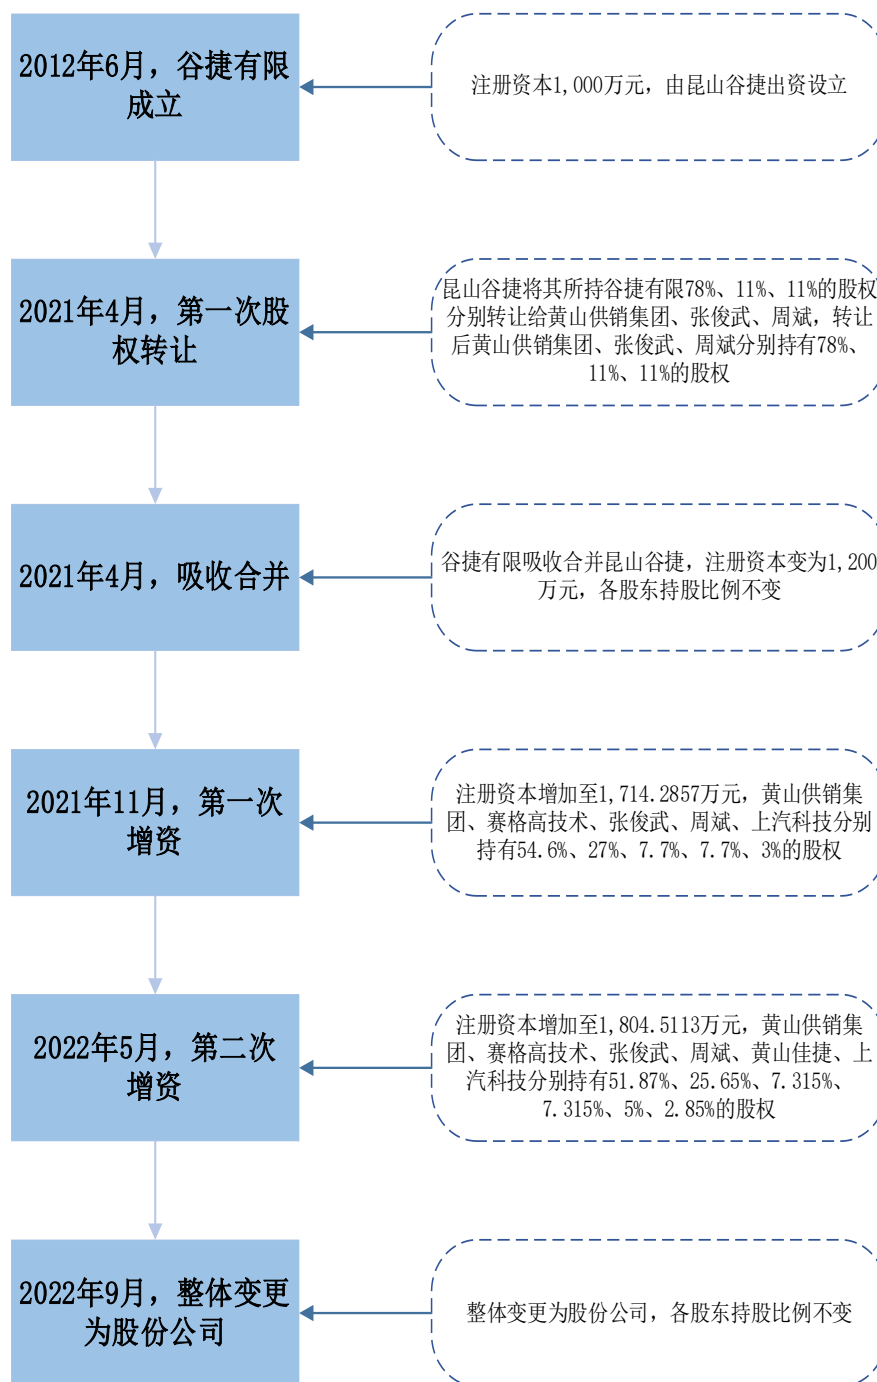 2012年6月，谷捷有限
成立
注册资本1,000万元，由昆山谷捷出资设立
2021年4月，第一次股
权转让
昆山谷捷将其所持谷捷有限78%、11%、11%的股权
分别转让给黄山供销集团、张俊武、周斌，转让
后黄山供销集团、张俊武、周斌分别持有78%、
11%、11%的股权
2021年4月，吸收合并
谷捷有限吸收合并昆山谷捷，注册资本变为1,200
万元，各股东持股比例不变
2021年11月，第一次
增资
注册资本增加至1,714.2857万元，黄山供销集
团、赛格高技术、张俊武、周斌、上汽科技分别
持有54.6%、27%、7.7%、7.7%、3%的股权
2022年5月，第二次
增资
注册资本增加至1,804.5113万元，黄山供销集
团、赛格高技术、张俊武、周斌、黄山佳捷、上
汽科技分别持有51.87%、25.65%、7.315%、
7.315%、5%、2.85%的股权
2022年9月，整体变更
为股份公司
整体变更为股份公司，各股东持股比例不变